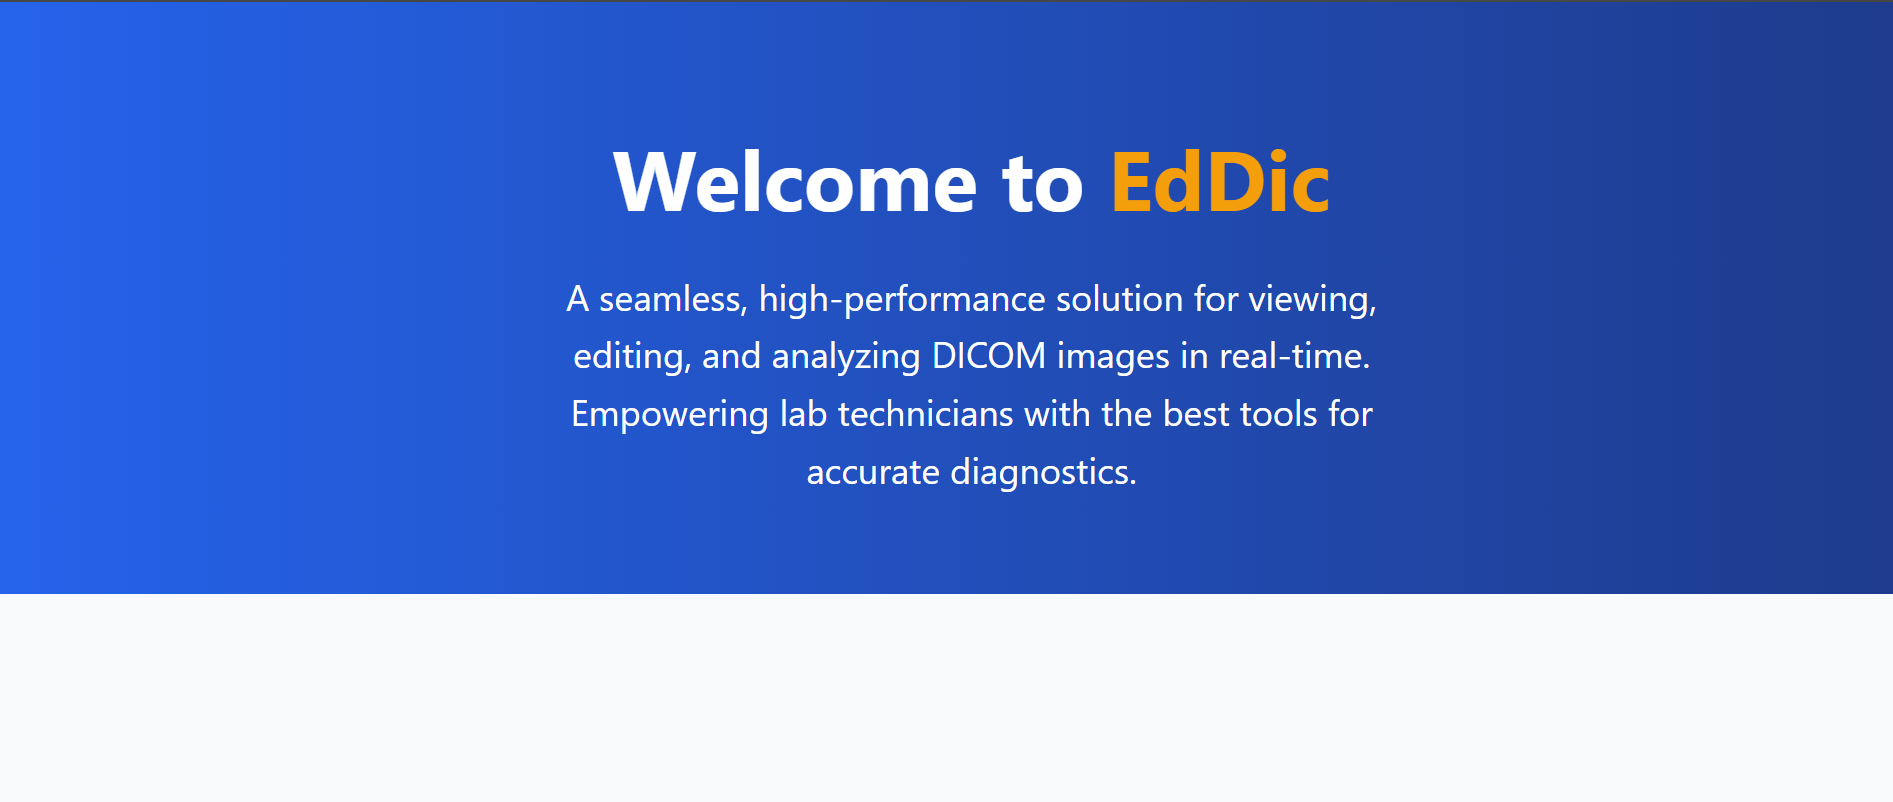 Welcome to EdDic
A seamless, high-performance solution for viewing,
editing, and analyzing DICOM images in real-time.
Empowering lab technicians with the best tools for
accurate diagnostics.